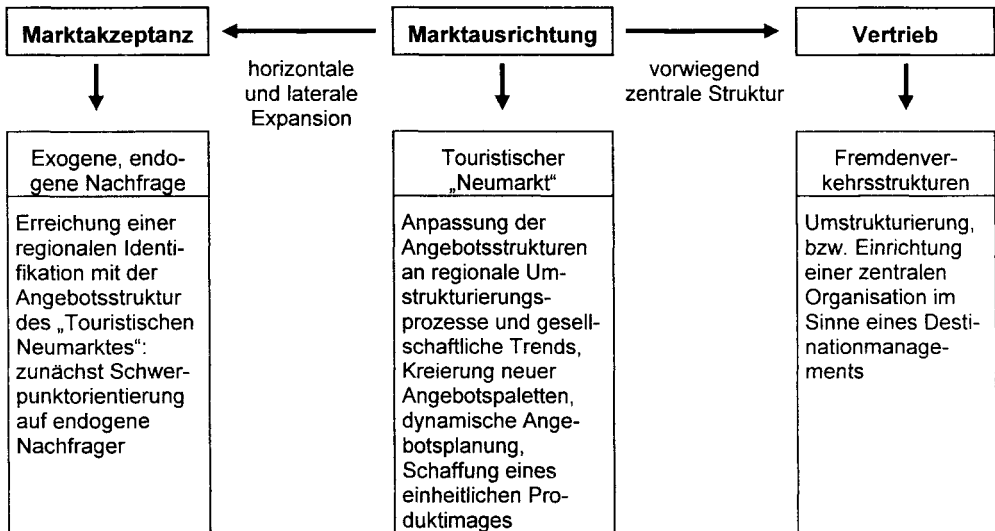 Marktakzeptanz
Marktausrichtung
Vertrieb
horizontale
und laterale
Expansion
vorwiegend
zentrale Struktur
Exogene, endo-
gene Nachfrage
Erreichung einer
regionalen Identi-
fikation mit der
Angebotsstruktur
des „Touristischen
Neumarktes“:
zunächst Schwer-
punktorientierung
auf endogene
Nachfrager
Touristischer
„Neumarkt“
Anpassung der
Angebotsstrukturen
an regionale Um-
strukturierungs-
prozesse und gesell-
schaftliche Trends,
Kreierung neuer
Angebotspaletten,
dynamische Ange-
botsplanung,
Schaffung eines
einheitlichen Pro-
duktimages
Fremdenver-
kehrsstrukturen
Umstrukturierung,
bzw. Einrichtung
einer zentralen
Organisation im
Sinne eines Desti-
nationmanage-
ments